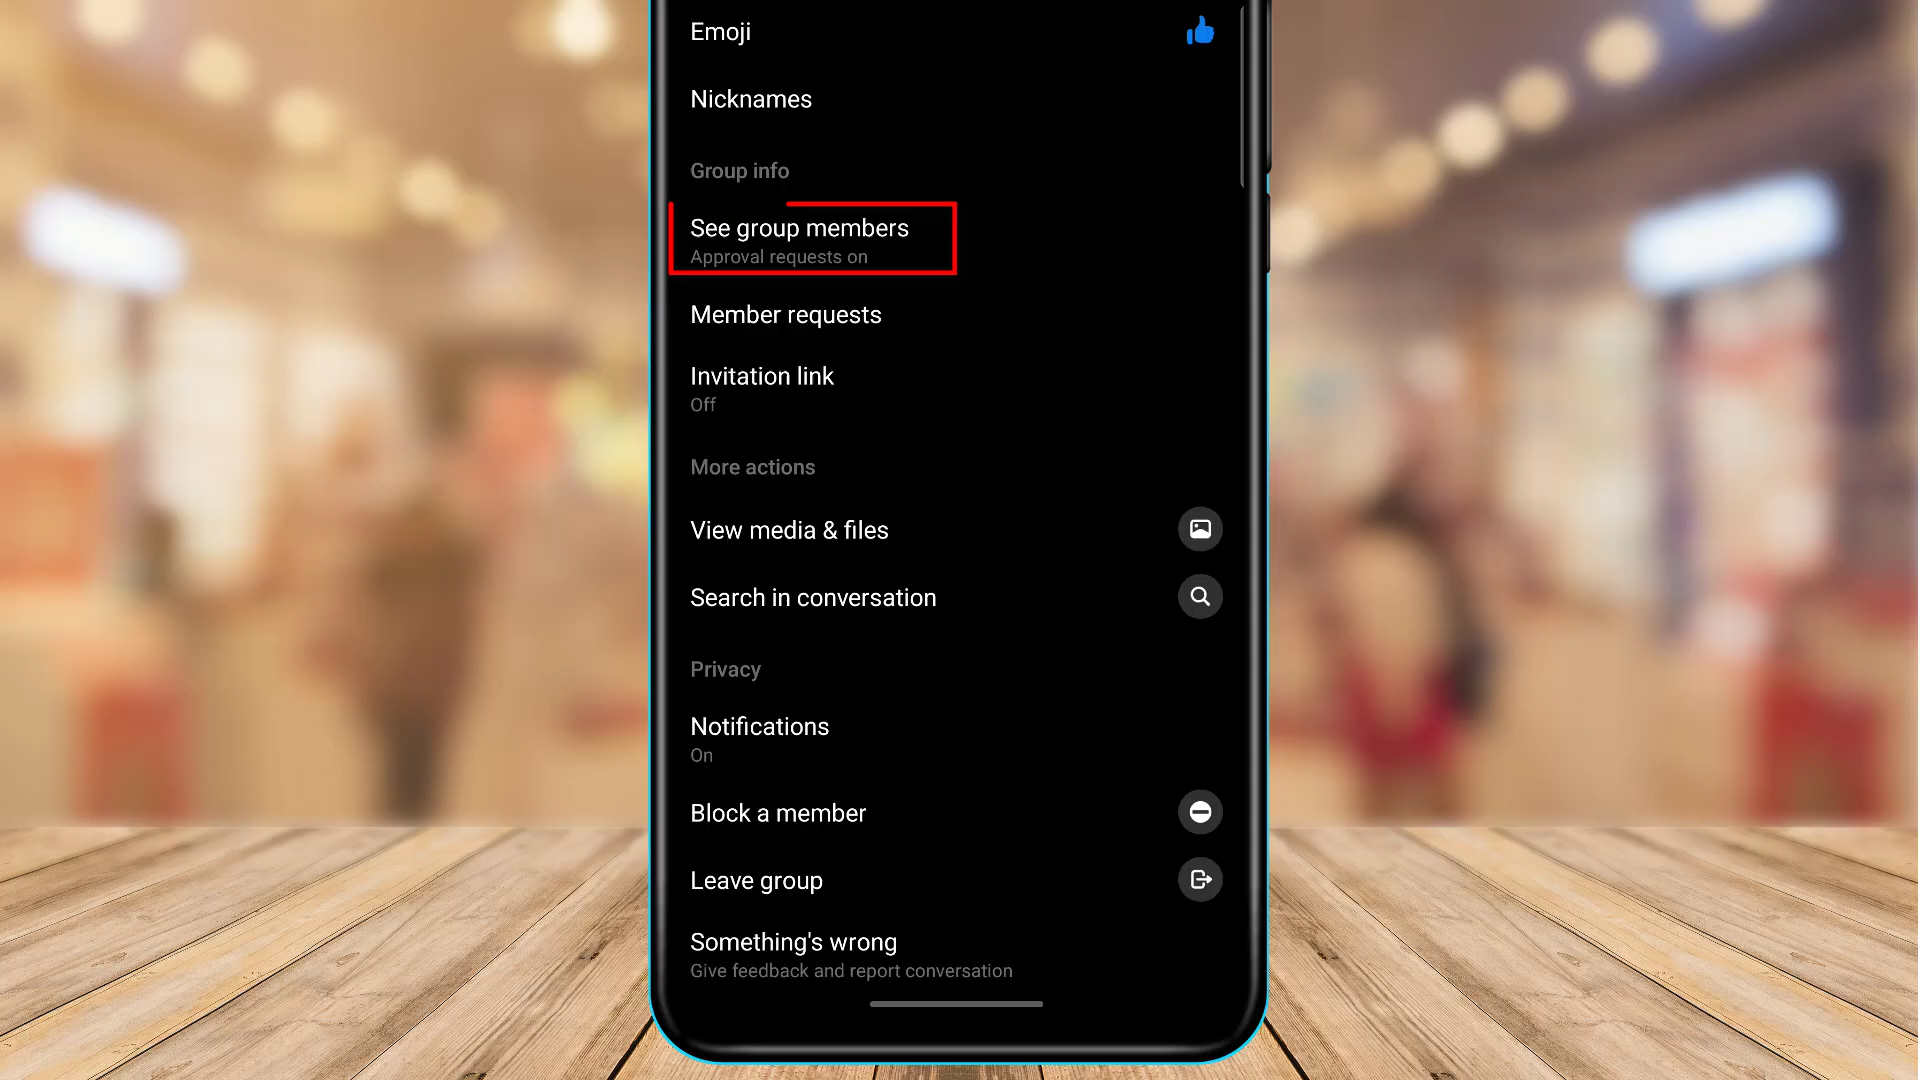 Emoji
Nicknames
Group info
See group members
Approval requests on
Member requests
Invitation link
Off
More actions
View media & files
Search in conversation
Privacy
Notifications
On
Block a member
Leave group
Something's wrong
Give feedback and report conversation